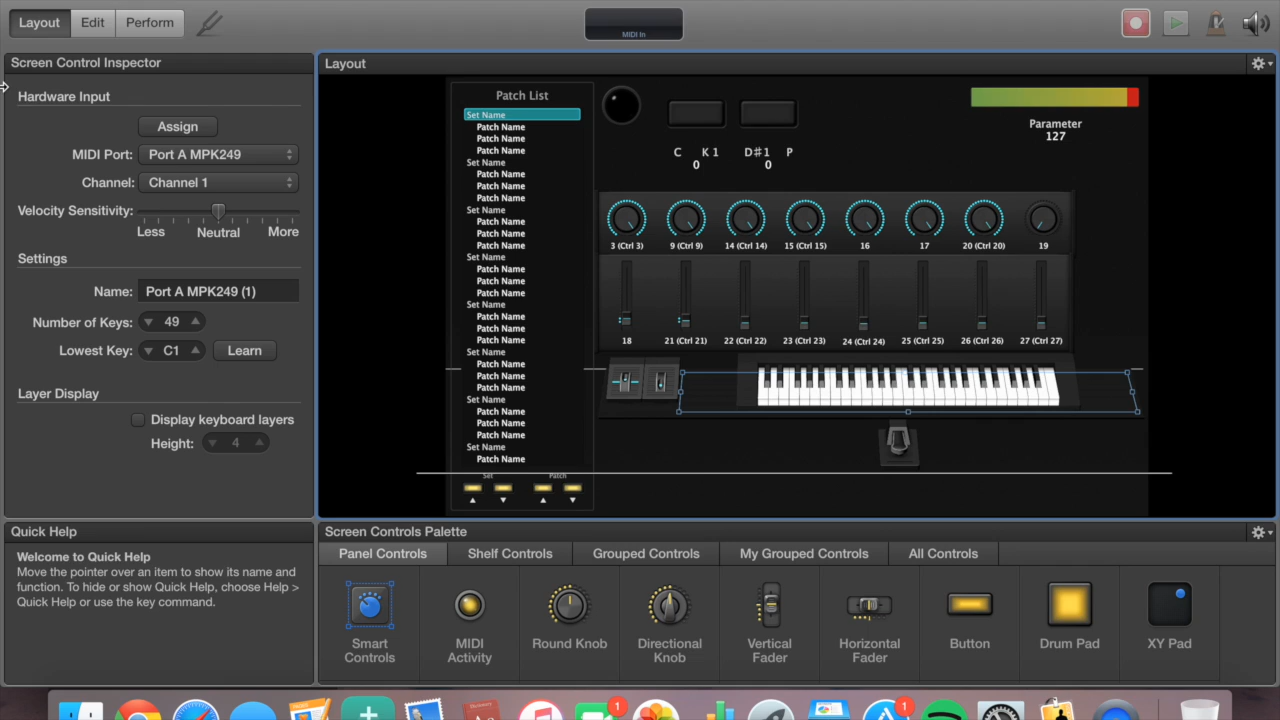 Layout Edit Perform
MIDI In
Screen Control Inspector
Hardware Input
Assign
MIDI Port: Port A MPK249
Channel: Channel 1
Velocity Sensitivity:
Less Neutral More
Settings
Name: Port A MPK249 (1)
Number of Keys: 49
Lowest Key: C1 Learn
Layer Display
Display keyboard layers
Height: 4
Quick Help
Welcome to Quick Help
Move the pointer over an item to show its name and
function. To hide or show Quick Help, choose Help >
Quick Help or use the key command.
Layout
Patch List
Set Name
Patch Name
Patch Name
Patch Name
Set Name
Patch Name
Patch Name
Patch Name
Set Name
Patch Name
Patch Name
Patch Name
Set Name
Patch Name
Patch Name
Patch Name
Set Name
Patch Name
Patch Name
Patch Name
Set Name
Patch Name
Patch Name
Patch Name
Set Name
Patch Name
Patch Name
Patch Name
Set Name
Patch Name
Set Patch
C K 1 D♯1 P
0 0
Parameter
127
3 (Ctrl 3) 9 (Ctrl 9) 14 (Ctrl 14) 15 (Ctrl 15) 16 17 20 (Ctrl 20) 19
18 21 (Ctrl 21) 22 (Ctrl 22) 23 (Ctrl 23) 24 (Ctrl 24) 25 (Ctrl 25) 26 (Ctrl 26) 27 (Ctrl 27)
Screen Controls Palette
Panel Controls Shelf Controls Grouped Controls My Grouped Controls All Controls
Smart Controls
MIDI Activity
Round Knob
Directional Knob
Vertical Fader
Horizontal Fader
Button
Drum Pad
XY Pad
1 1